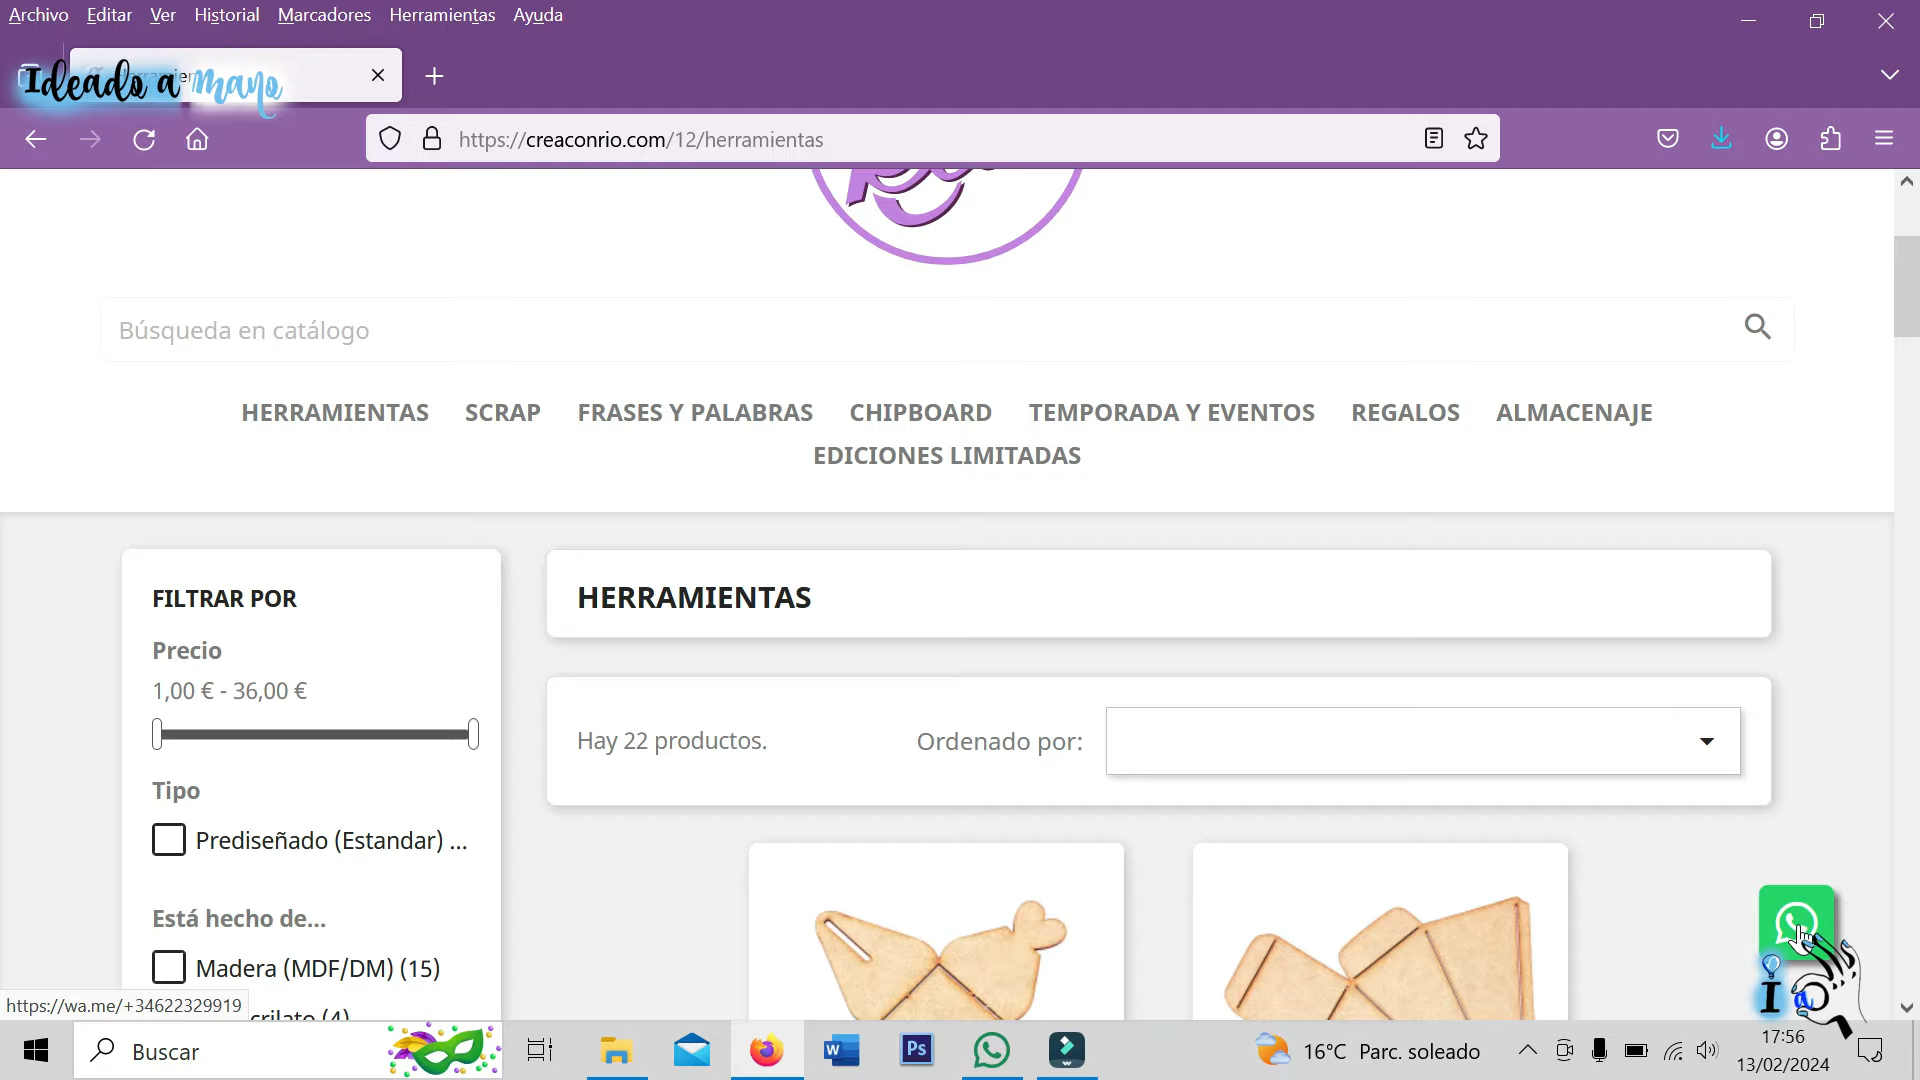 Archivo Editar Ver Historial Marcadores Herramientas Ayuda
Ideado a mano
https://creaconrio.com/12/herramientas
Búsqueda en catálogo
HERRAMIENTAS SCRAP FRASES Y PALABRAS CHIPBOARD TEMPORADA Y EVENTOS REGALOS ALMACENAJE
EDICIONES LIMITADAS
FILTRAR POR
Precio
1,00 € - 36,00 €
Tipo
Prediseñado (Estandar) ...
Está hecho de...
Madera (MDF/DM) (15)
HERRAMIENTAS
Hay 22 productos.
Ordenado por:
I a
https://wa.me/+34622329919
Buscar
W
Ps
16°C Parc. soleado
17:56
13/02/2024